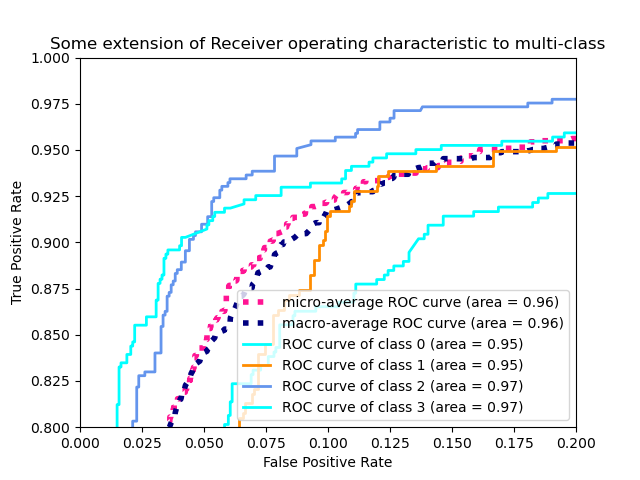 Some extension of Receiver operating characteristic to multi-class
True Positive Rate
1.000
0.975
0.950
0.925
0.900
0.875
0.850
0.825
0.800
micro-average ROC curve (area = 0.96)
macro-average ROC curve (area = 0.96)
ROC curve of class 0 (area = 0.95)
ROC curve of class 1 (area = 0.95)
ROC curve of class 2 (area = 0.97)
ROC curve of class 3 (area = 0.97)
0.000 0.025 0.050 0.075 0.100 0.125 0.150 0.175 0.200
False Positive Rate